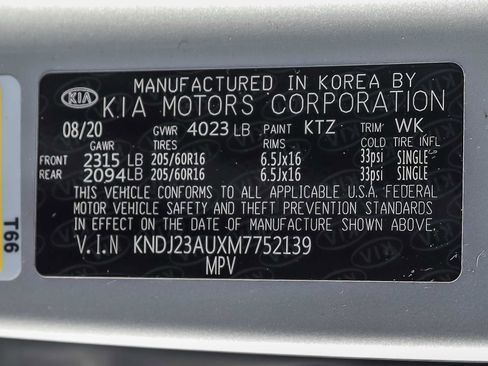 MANUFACTURED IN KOREA BY
KIA KIA MOTORS CORPORATION
08/20 GVWR 4023 LB PAINT KTZ TRIM WK
GAWR TIRES COLD TIRE INFL
FRONT 2315 LB 205/60R16 6.5Jx16 33psi SINGLE
REAR 2094 LB 205/60R16 6.5Jx16 33psi SINGLE
THIS VEHICLE CONFORMS TO ALL APPLICABLE U.S.A. FEDERAL
MOTOR VEHICLE SAFETY AND THEFT PREVENTION STANDARDS
IN EFFECT ON THE DATE OF MANUFACTURE SHOWN ABOVE.
V.I.N KNDJ23AUXM7752139
MPV
T66